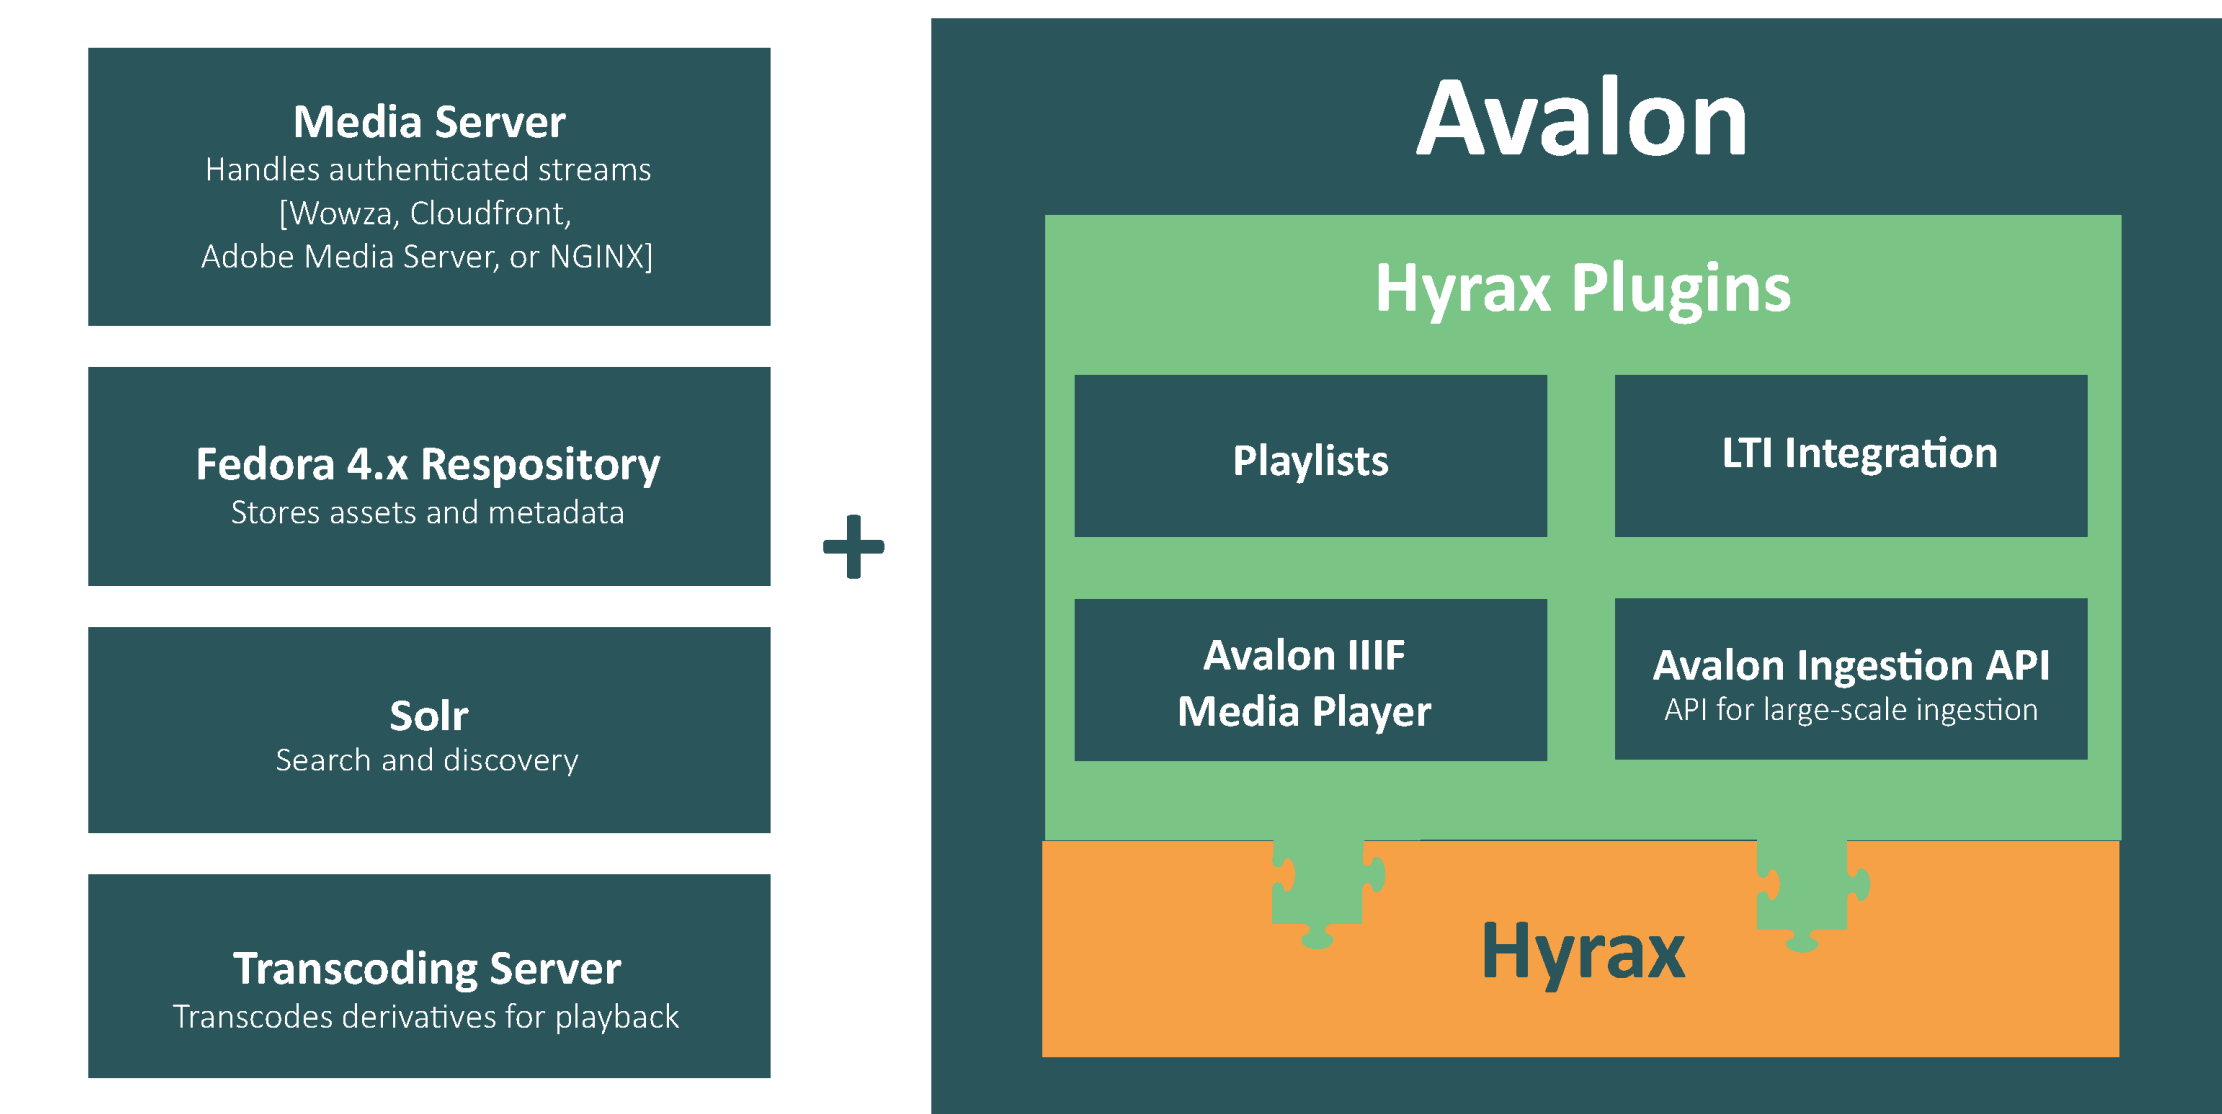 Media Server
Handles authenticated streams
[Wowza, Cloudfront,
Adobe Media Server, or NGINX]
Fedora 4.x Respository
Stores assets and metadata
Solr
Search and discovery
Transcoding Server
Transcodes derivatives for playback
+
Avalon
Hyrax Plugins
Playlists
LTI Integration
Avalon IIIF
Media Player
Avalon Ingestion API
API for large-scale ingestion
Hyrax